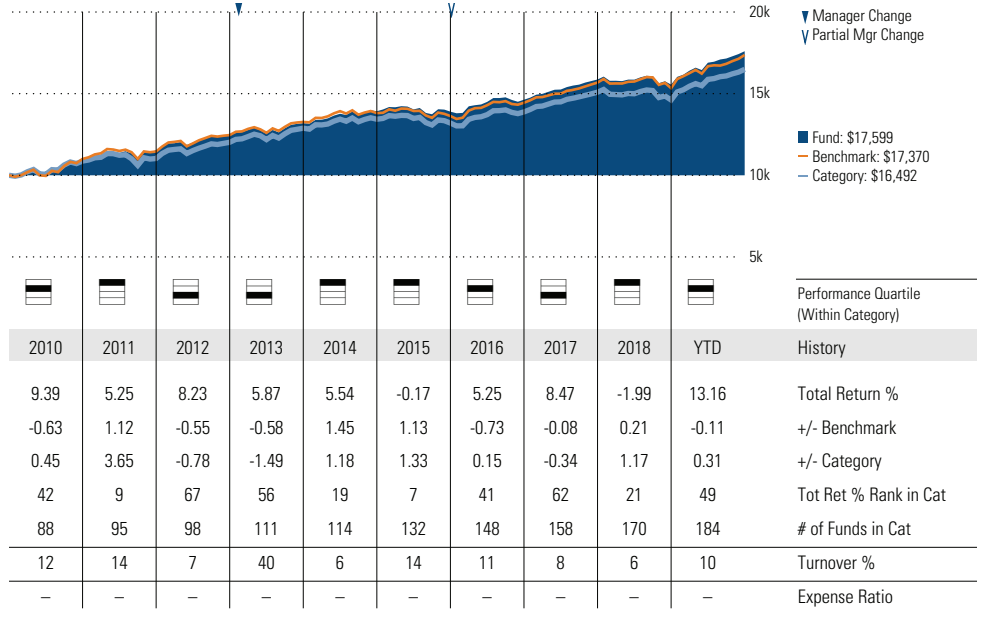 20k
Manager Change
Partial Mgr Change
15k
Fund: $17,599
Benchmark: $17,370
10k
Category: $16,492
5k
Performance Quartile
(Within Category)
2010 2011 2012 2013 2014 2015 2016 2017 2018 YTD History
9.39 5.25 8.23 5.87 5.54 -0.17 5.25 8.47 -1.99 13.16 Total Return %
-0.63 1.12 -0.55 -0.58 1.45 1.13 -0.73 -0.08 0.21 -0.11 +/- Benchmark
0.45 3.65 -0.78 -1.49 1.18 1.33 0.15 -0.34 1.17 0.31 +/- Category
42 9 67 56 19 7 41 62 21 49 Tot Ret % Rank in Cat
88 95 98 111 114 132 148 158 170 184 # of Funds in Cat
12 14 7 40 6 14 11 8 6 10 Turnover %
– – – – – – – – – – Expense Ratio